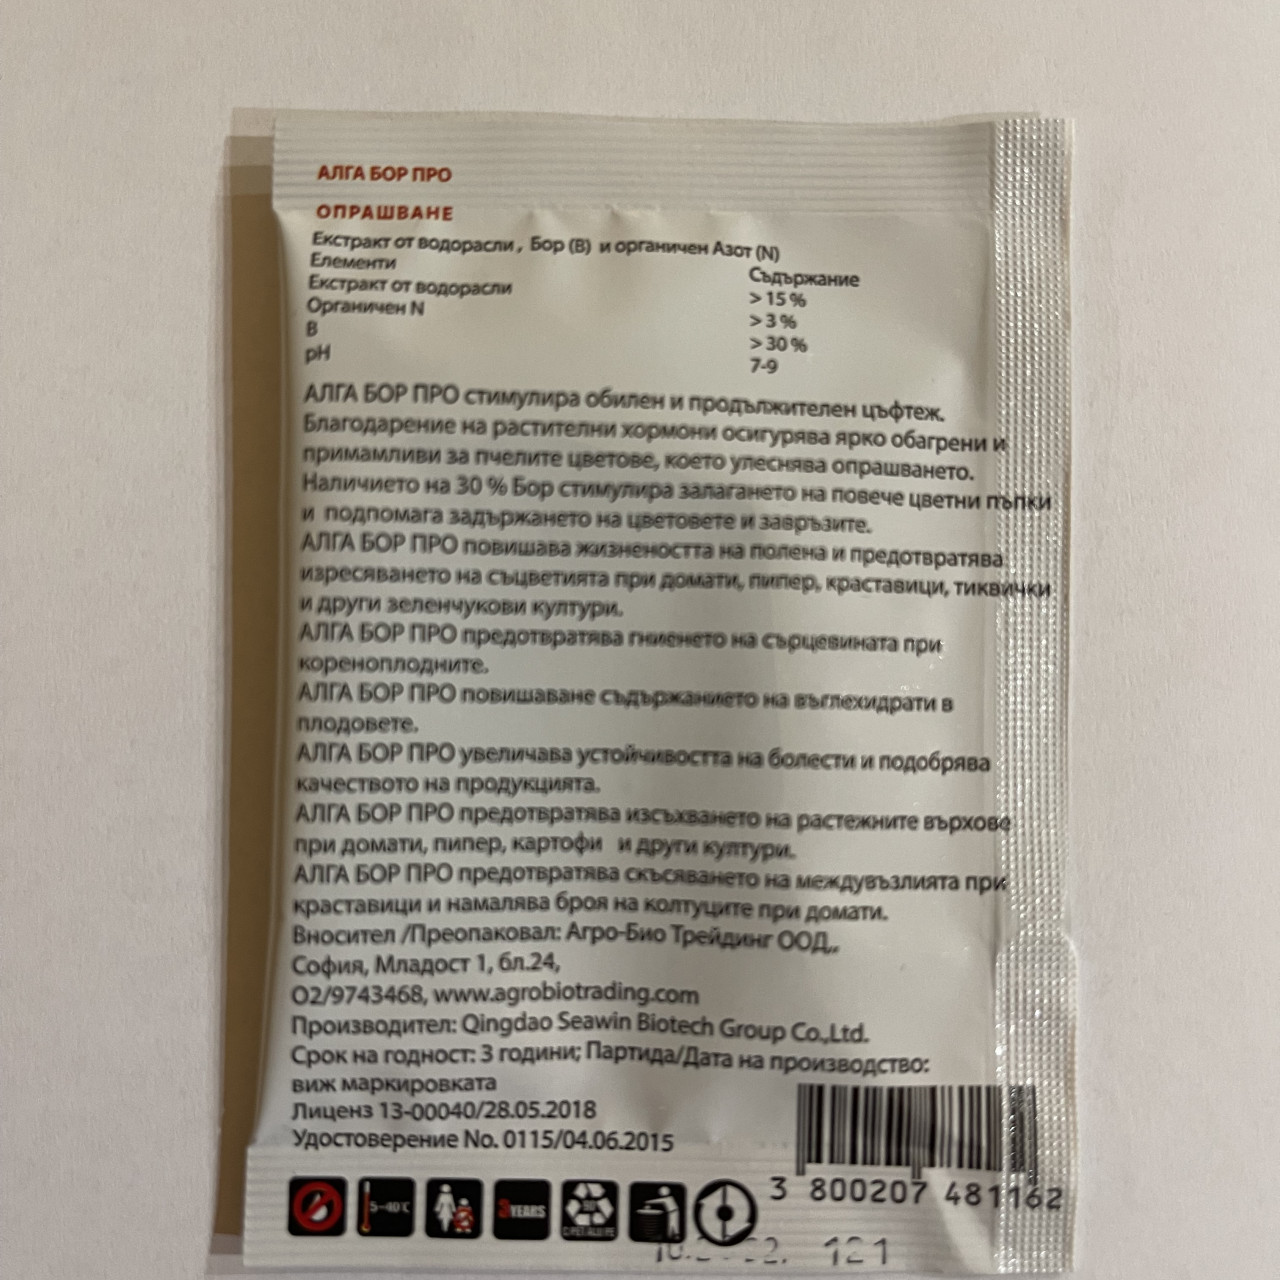 АЛГА БОР ПРО
ОПРАШВАНЕ
Екстракт от водорасли , Бор (B) и органичен Азот (N)
Елементи Съдържание
Екстракт от водорасли > 15 %
Органичен N > 3 %
B > 30 %
pH 7-9
АЛГА БОР ПРО стимулира обилен и продължителен цъфтеж.
Благодарение на растителни хормони осигурява ярко обагрени и
примамливи за пчелите цветове, което улеснява опрашването.
Наличието на 30 % Бор стимулира залагането на повече цветни пъпки
и подпомага задържането на цветовете и завръзите.
АЛГА БОР ПРО повишава жизнеността на полена и предотвратява
изресяването на съцветията при домати, пипер, краставици, тиквички
и други зеленчукови култури.
АЛГА БОР ПРО предотвратява гниенето на сърцевината при
кореноплодните.
АЛГА БОР ПРО повишаване съдържанието на въглехидрати в
плодовете.
АЛГА БОР ПРО увеличава устойчивостта на болести и подобрява
качеството на продукцията.
АЛГА БОР ПРО предотвратява изсъхването на растежните върхове
при домати, пипер, картофи и други култури.
АЛГА БОР ПРО предотвратява скъсяването на междувъзлията при
краставици и намалява броя на колтуците при домати.
Вносител /Преопаковал: Агро-Био Трейдинг ООД,,
София, Младост 1, бл.24,
О2/9743468, www.agrobiotrading.com
Производител: Qingdao Seawin Biotech Group Co.,Ltd.
Срок на годност: 3 години; Партида/Дата на производство:
виж маркировката
Лиценз 13-00040/28.05.2018
Удостоверение No. 0115/04.06.2015
5-40°C
3 YEARS
3 800207 481162
121